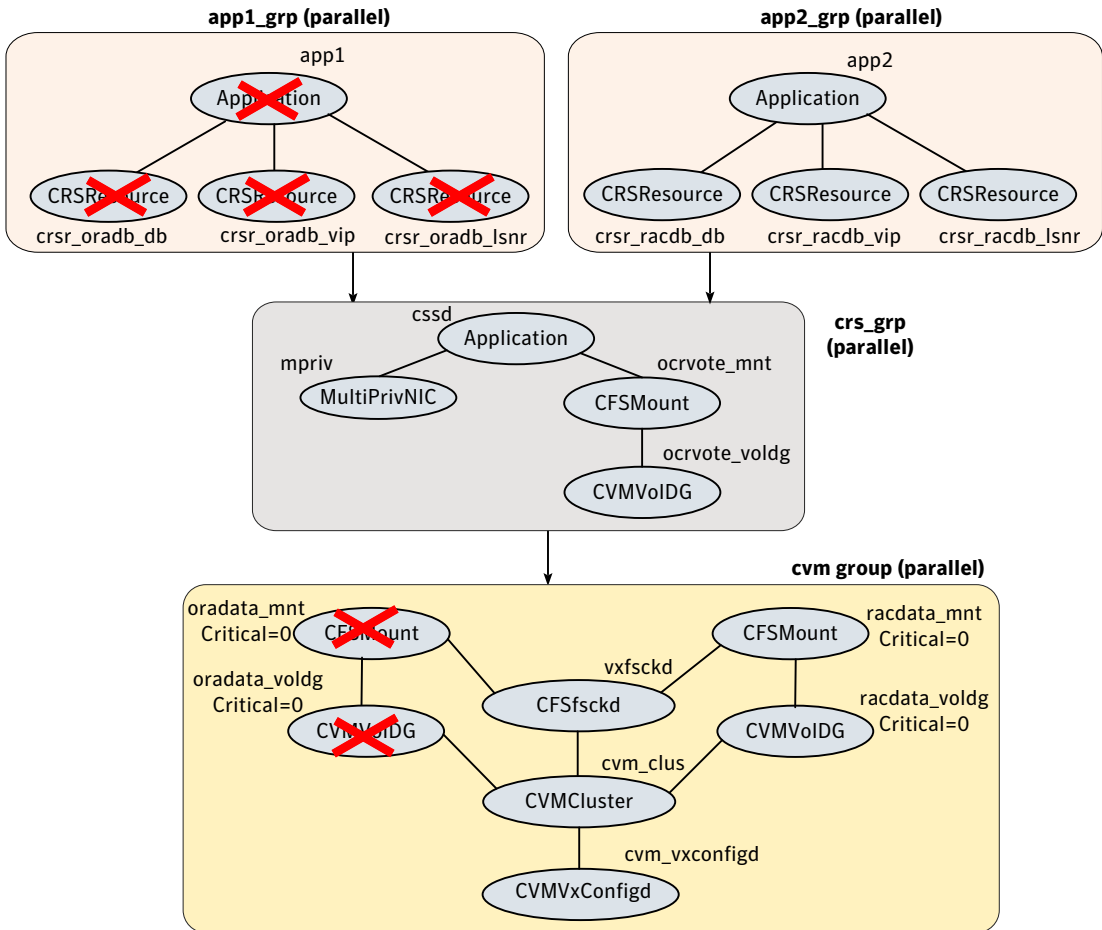 app1_grp (parallel)
app2_grp (parallel)
app1
Application
CRSResource
CRSResource
CRSResource
crsr_oradb_db
crsr_oradb_vip
crsr_oradb_lsnr
app2
Application
CRSResource
CRSResource
CRSResource
crsr_racdb_db
crsr_racdb_vip
crsr_racdb_lsnr
crs_grp
(parallel)
cssd
Application
mpriv
MultiPrivNIC
ocrvote_mnt
CFSMount
ocrvote_voldg
CVMVolDG
cvm group (parallel)
oradata_mnt
Critical=0
CFSMount
oradata_voldg
Critical=0
CVMVolDG
racdata_mnt
Critical=0
CFSMount
vxfsckd
CFSfsckd
racdata_voldg
Critical=0
CVMVolDG
cvm_clus
CVMCluster
cvm_vxconfigd
CVMVxConfigd